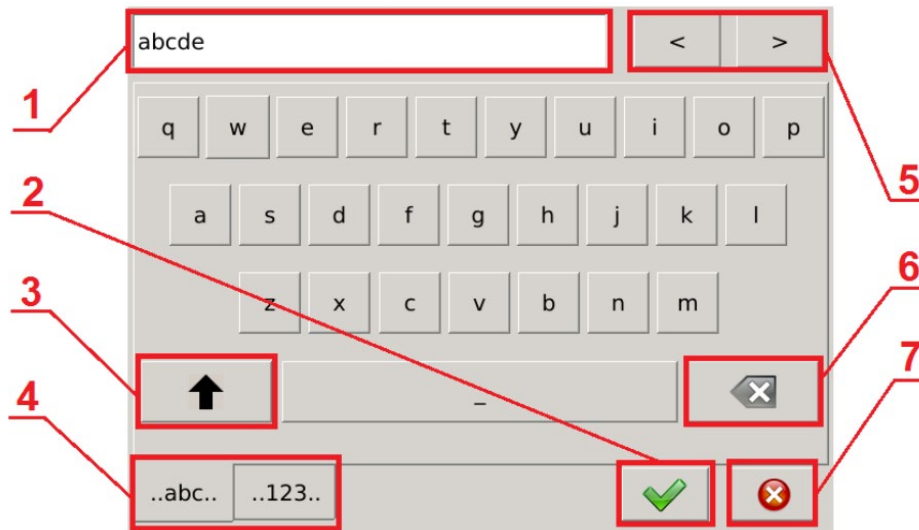 abcde < >
1
q w e r t y u i o p
5
2
a s d f g h j k l
6
3
z x c v b n m
7
4
_
..abc.. ..123..